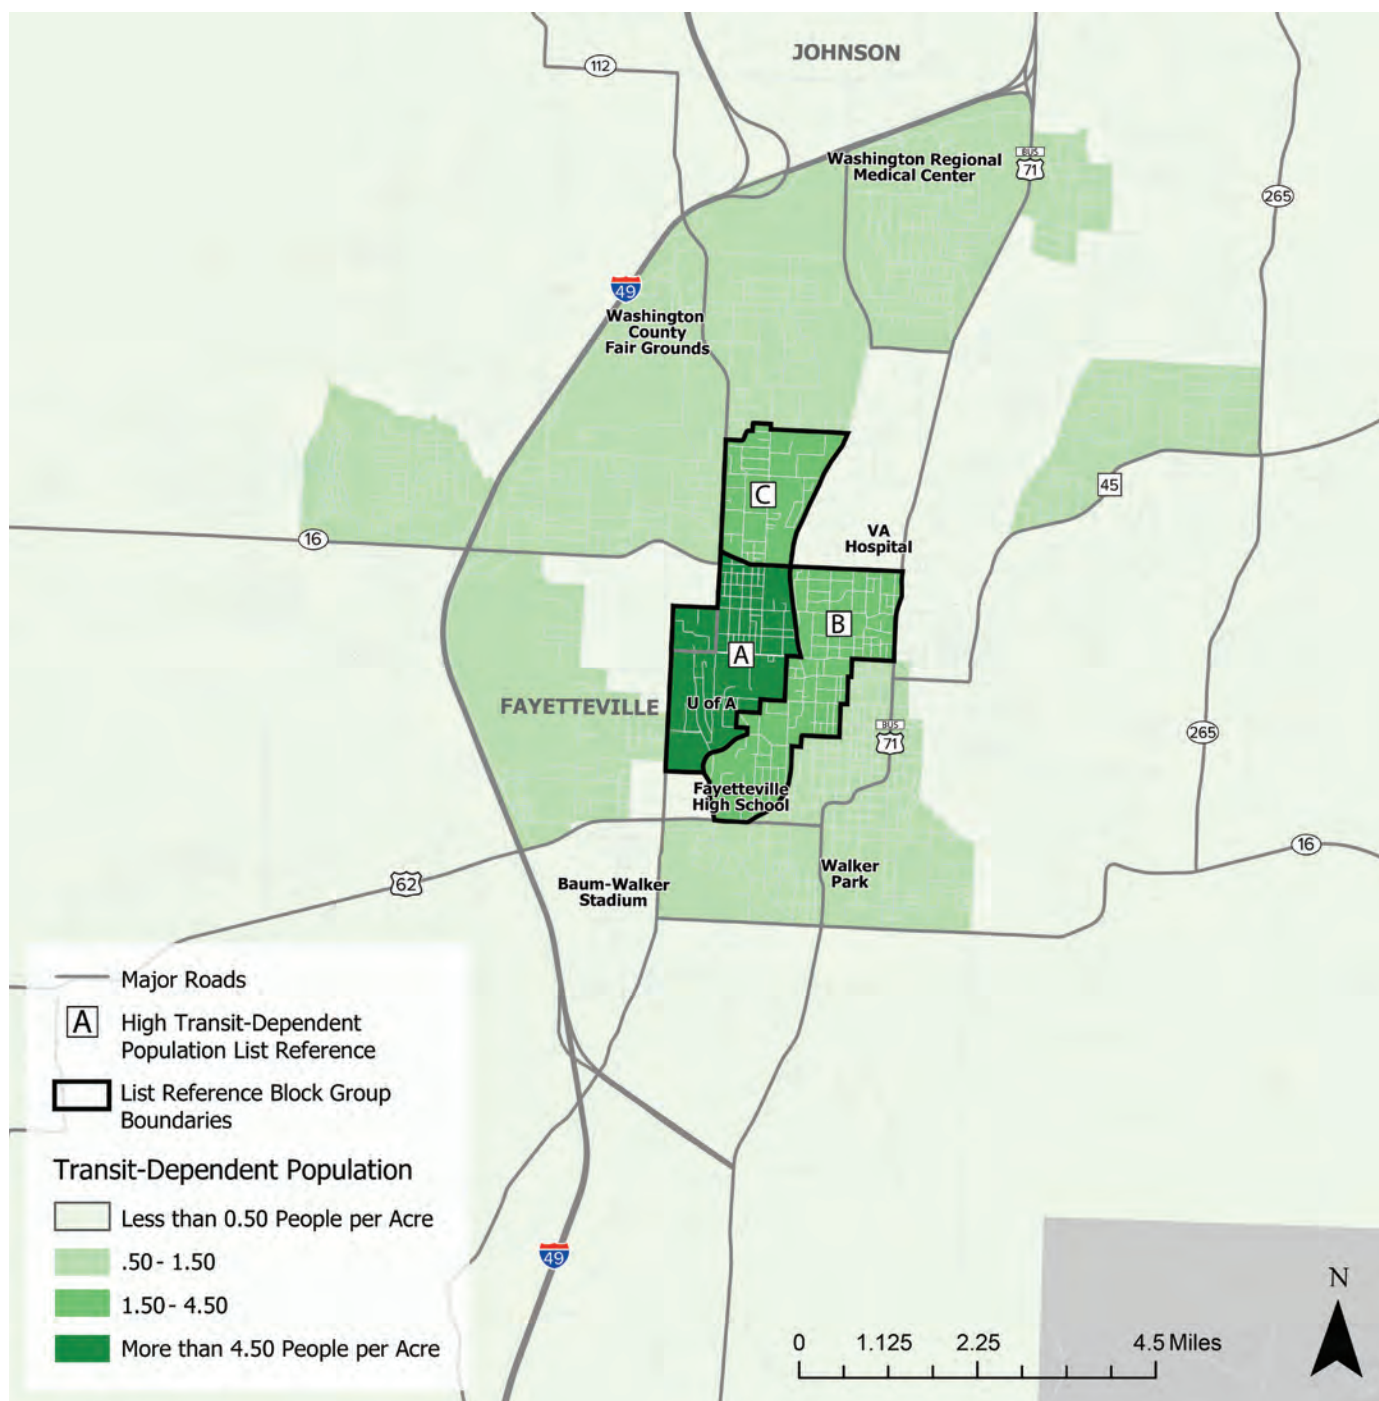 JOHNSON
112
Washington Regional
Medical Center
BUS
71
265
49
Washington
County
Fair Grounds
C
45
VA
Hospital
16
B
A
FAYETTEVILLE
U of A
BUS
71
265
Fayetteville
High School
16
Walker
Park
62
Baum-Walker
Stadium
Major Roads
A
High Transit-Dependent
Population List Reference
List Reference Block Group
Boundaries
Transit-Dependent Population
Less than 0.50 People per Acre
.50 - 1.50
1.50 - 4.50
More than 4.50 People per Acre
49
N
0 1.125 2.25 4.5 Miles